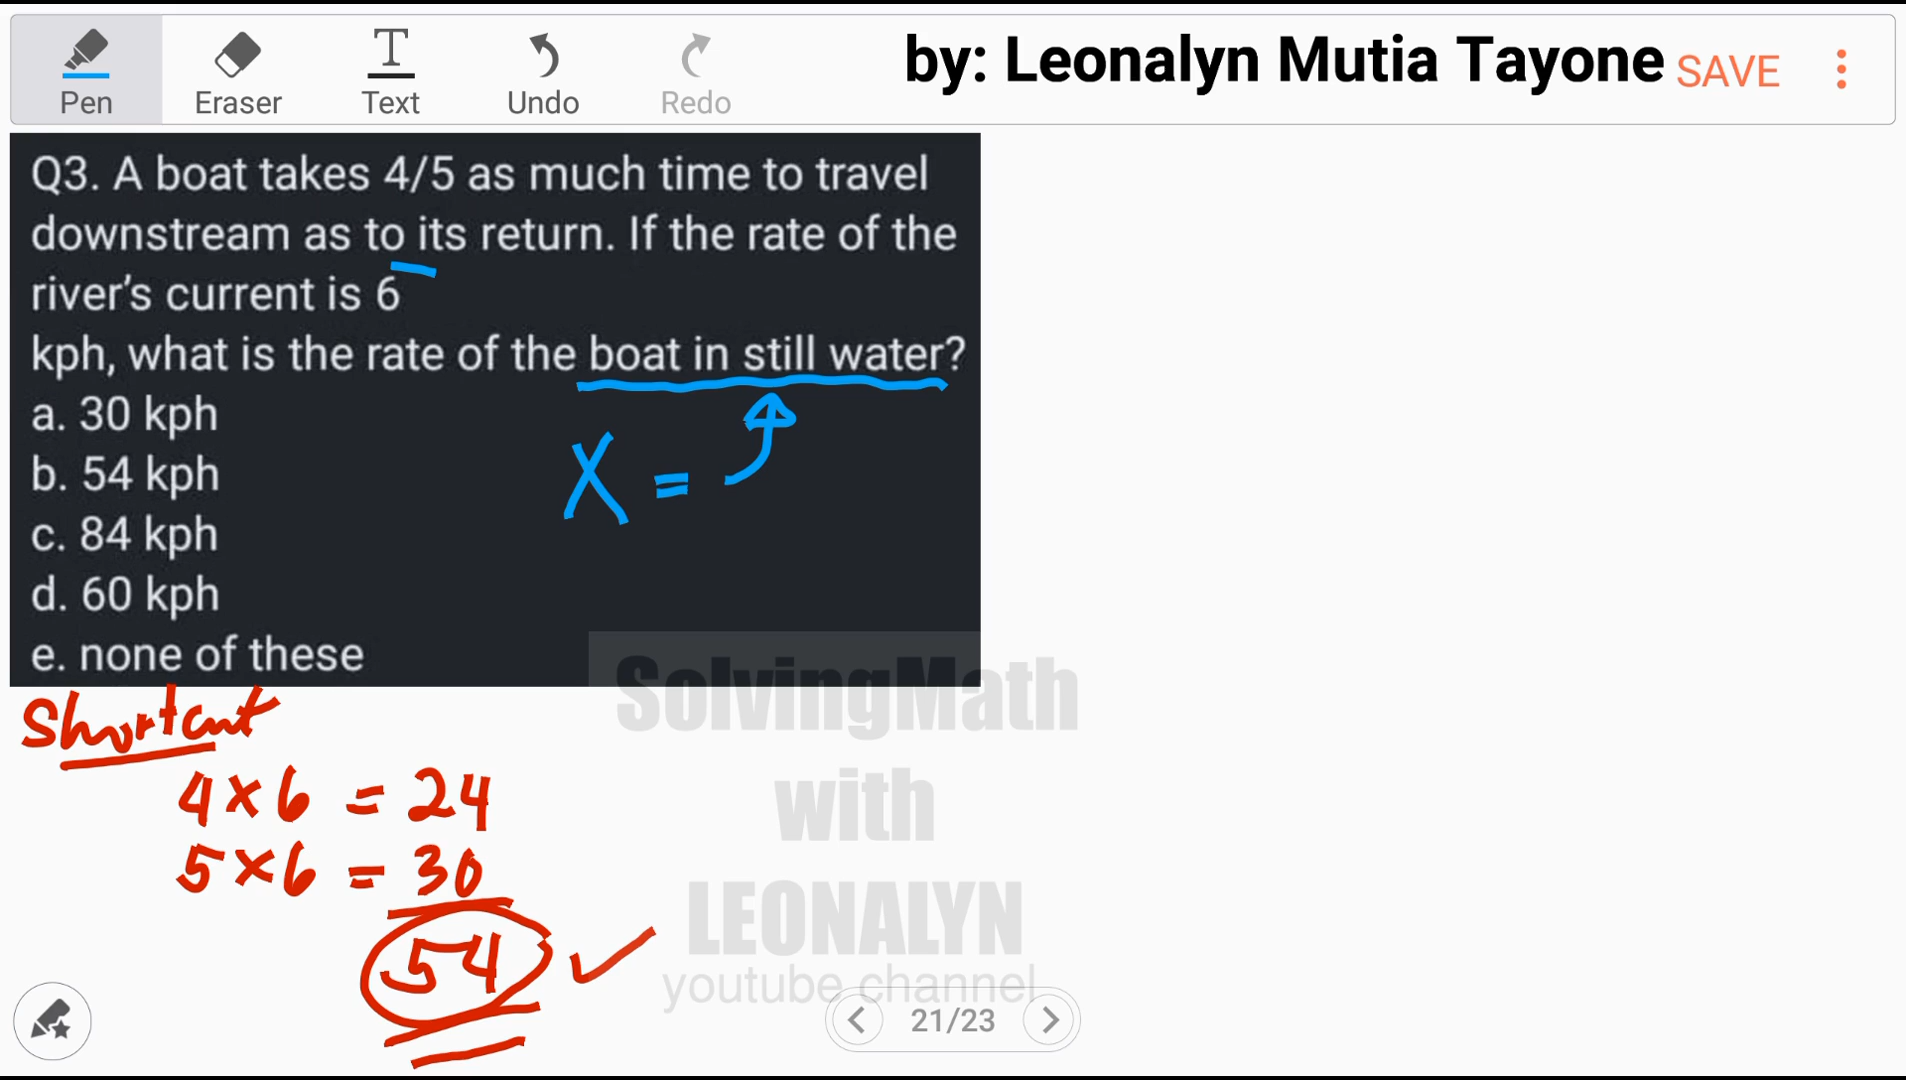 Pen
Eraser
Text
Undo
Redo
by: Leonalyn Mutia Tayone
SAVE
Q3. A boat takes 4/5 as much time to travel
downstream as to its return. If the rate of the
river's current is 6
kph, what is the rate of the boat in still water?
a. 30 kph
b. 54 kph
c. 84 kph
d. 60 kph
e. none of these
X =
Shortcut
4 x 6 = 24
5 x 6 = 30
54
SolvingMath
with
LEONALYN
youtube channel
21/23